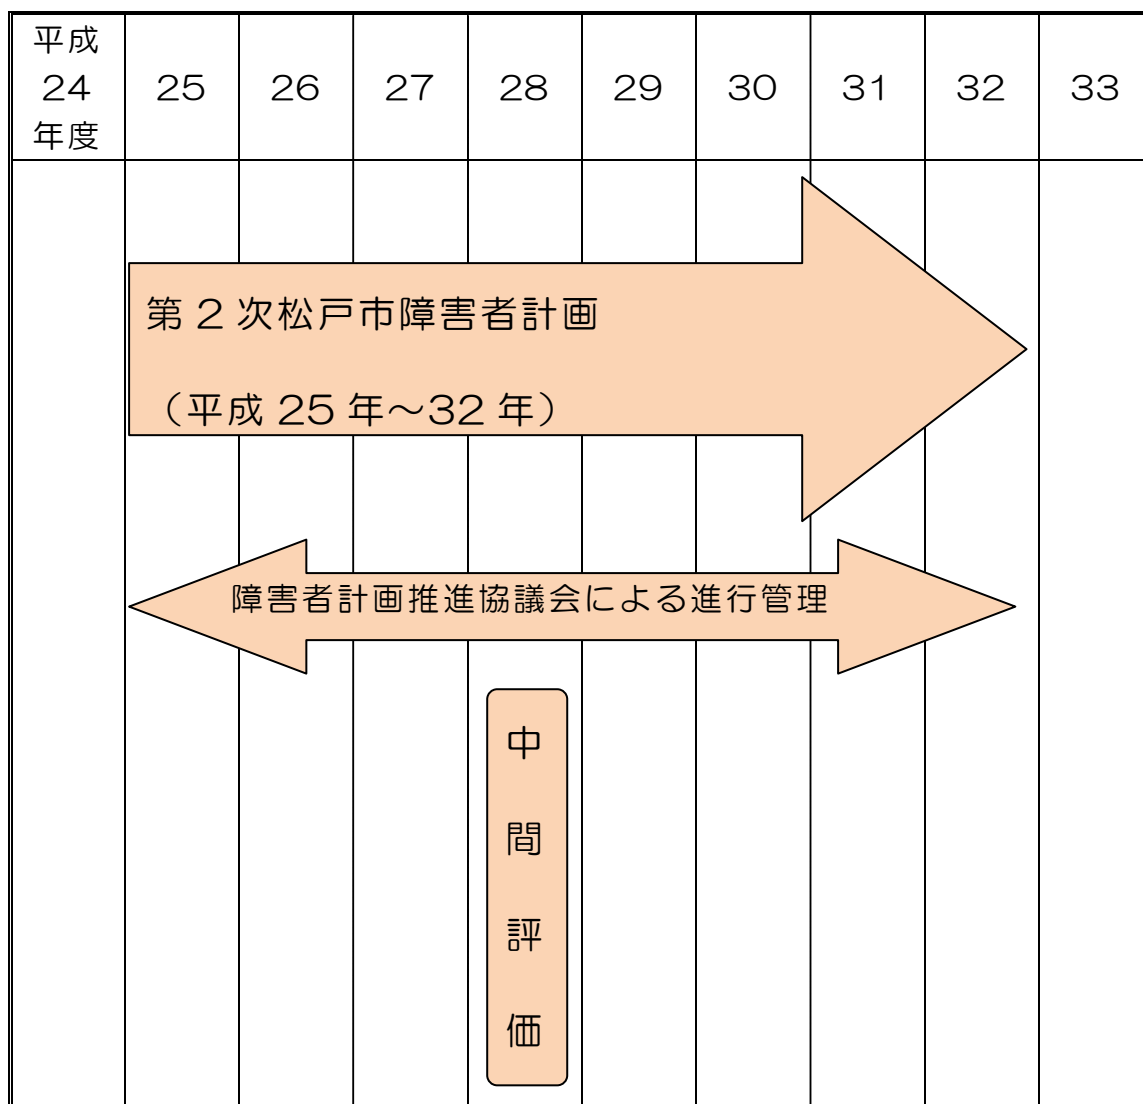 平成
24
年度
25
26
27
28
29
30
31
32
33
第２次松戸市障害者計画
（平成 25 年～32 年）
障害者計画推進協議会による進行管理
中
間
評
価